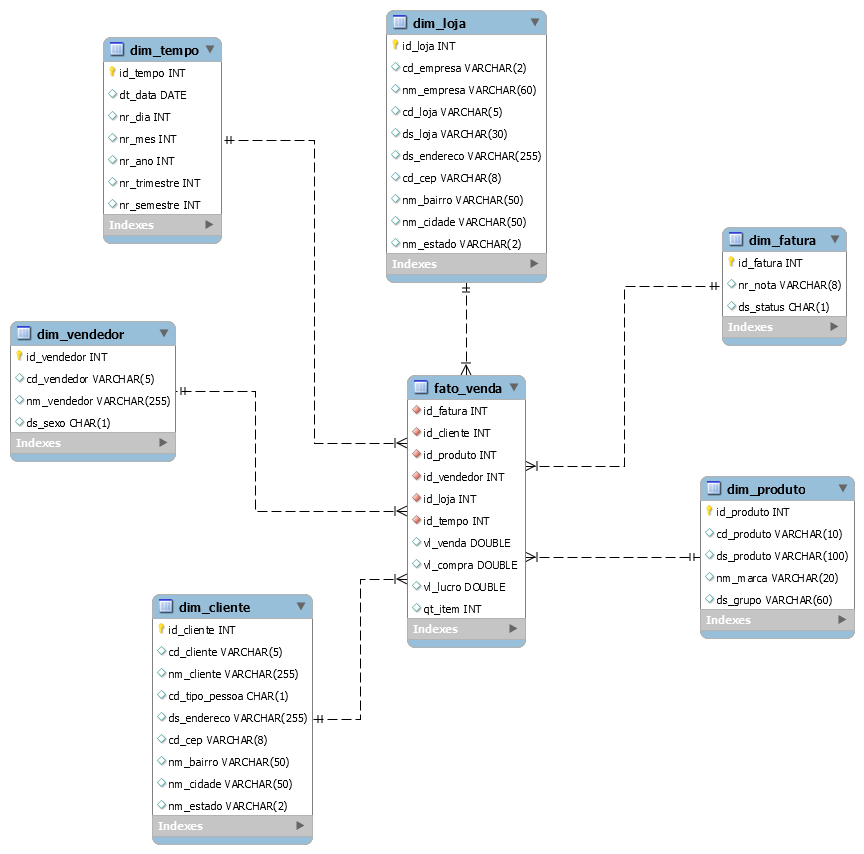 dim_loja
id_loja INT
cd_empresa VARCHAR(2)
nm_empresa VARCHAR(60)
cd_loja VARCHAR(5)
ds_loja VARCHAR(30)
ds_endereco VARCHAR(255)
cd_cep VARCHAR(8)
nm_bairro VARCHAR(50)
nm_cidade VARCHAR(50)
nm_estado VARCHAR(2)
Indexes
dim_tempo
id_tempo INT
dt_data DATE
nr_dia INT
nr_mes INT
nr_ano INT
nr_trimestre INT
nr_semestre INT
Indexes
dim_fatura
id_fatura INT
nr_nota VARCHAR(8)
ds_status CHAR(1)
Indexes
dim_vendedor
id_vendedor INT
cd_vendedor VARCHAR(5)
nm_vendedor VARCHAR(255)
ds_sexo CHAR(1)
Indexes
fato_venda
id_fatura INT
id_cliente INT
id_produto INT
id_vendedor INT
id_loja INT
id_tempo INT
vl_venda DOUBLE
vl_compra DOUBLE
vl_lucro DOUBLE
qt_item INT
Indexes
dim_produto
id_produto INT
cd_produto VARCHAR(10)
ds_produto VARCHAR(100)
nm_marca VARCHAR(20)
ds_grupo VARCHAR(60)
Indexes
dim_cliente
id_cliente INT
cd_cliente VARCHAR(5)
nm_cliente VARCHAR(255)
cd_tipo_pessoa CHAR(1)
ds_endereco VARCHAR(255)
cd_cep VARCHAR(8)
nm_bairro VARCHAR(50)
nm_cidade VARCHAR(50)
nm_estado VARCHAR(2)
Indexes